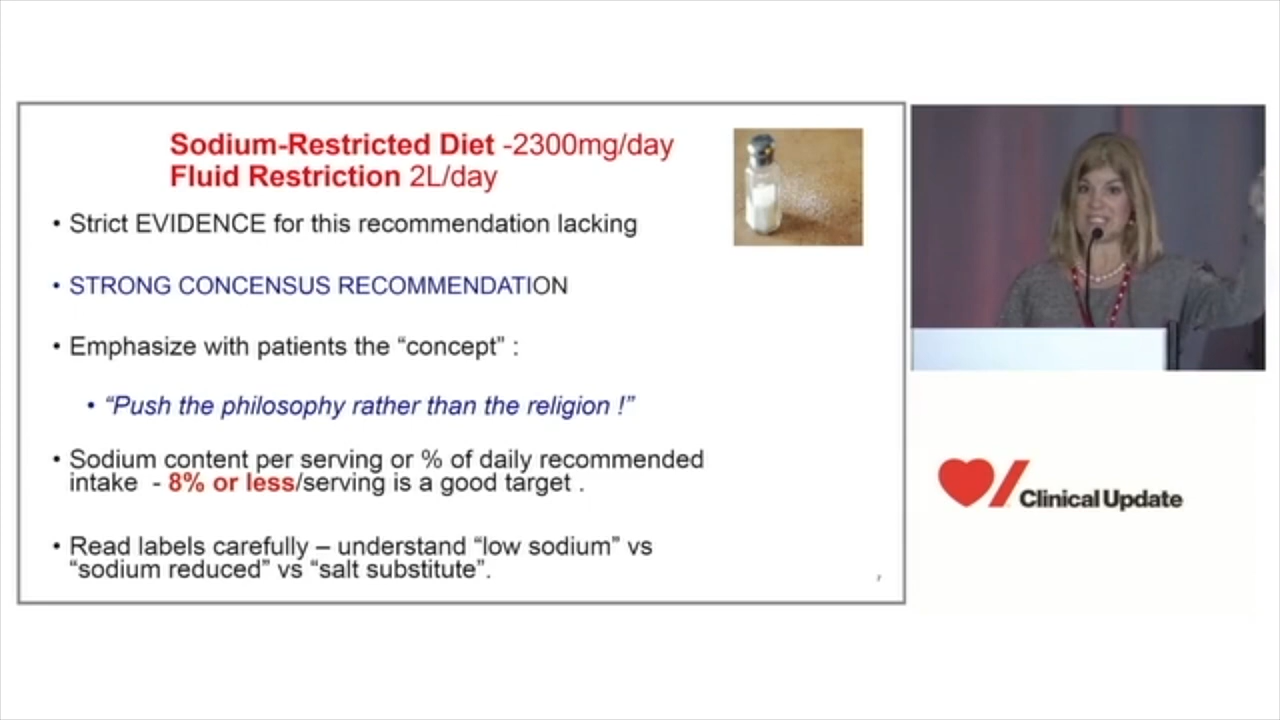 Sodium-Restricted Diet -2300mg/day
Fluid Restriction 2L/day
• Strict EVIDENCE for this recommendation lacking
• STRONG CONCENSUS RECOMMENDATION
• Emphasize with patients the “concept” :
• “Push the philosophy rather than the religion !”
• Sodium content per serving or % of daily recommended
intake - 8% or less/serving is a good target .
• Read labels carefully – understand “low sodium” vs
“sodium reduced” vs “salt substitute”.
Clinical Update